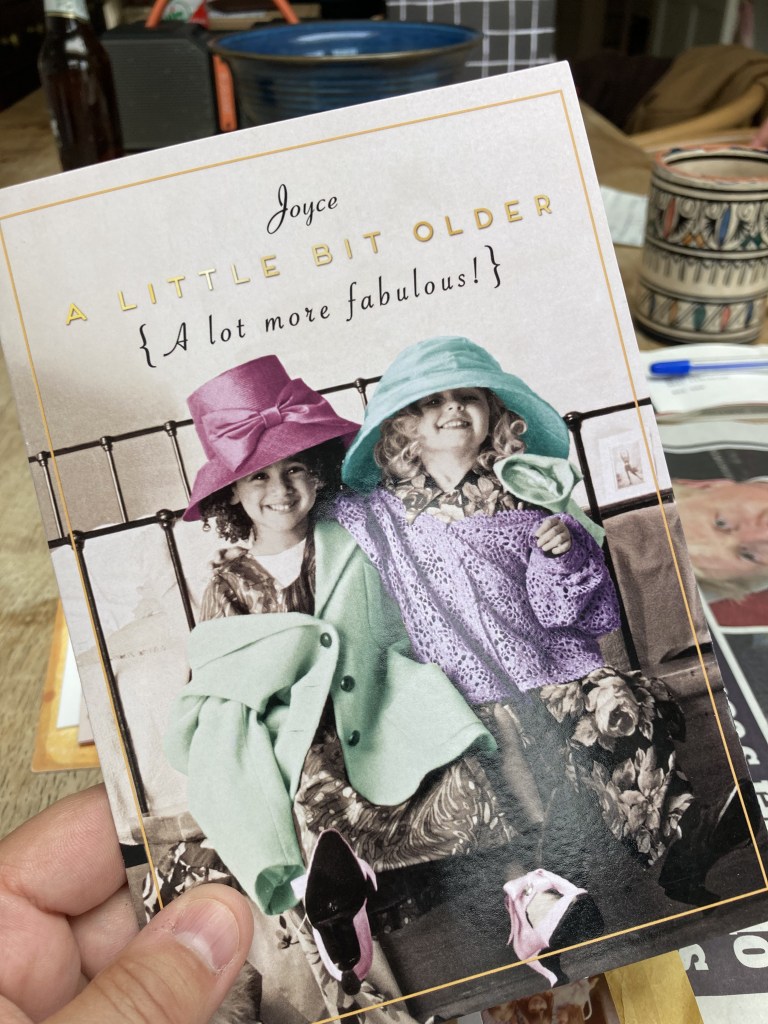 Joyce
A LITTLE BIT OLDER
{A lot more fabulous!}